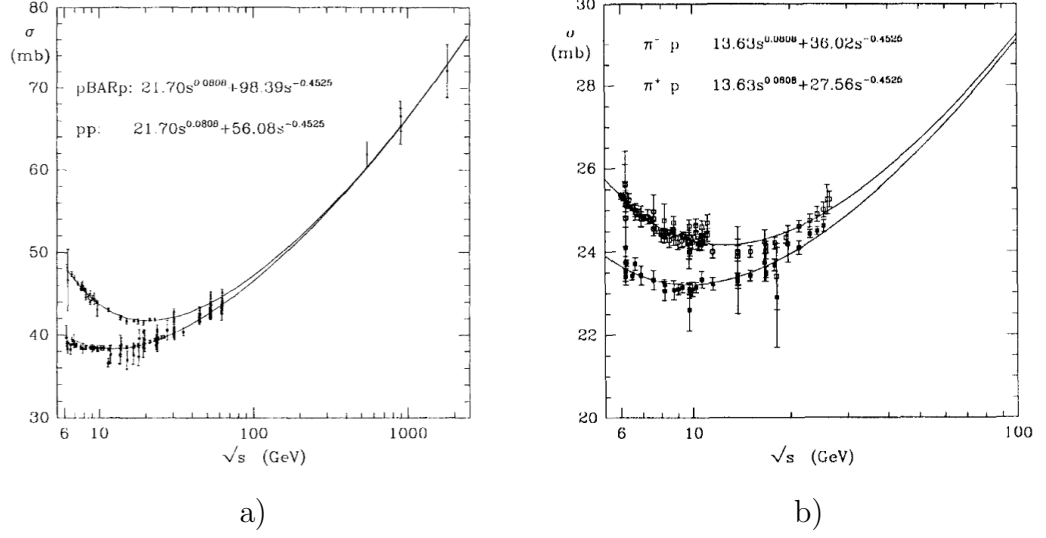 80
70
60
50
40
30
σ
(mb)
pBARp: 21.70s^0.0808+98.39s^-0.4525
pp: 21.70s^0.0808+56.08s^-0.4525
6 10 100 1000
√s (GeV)
a)
30
28
26
24
22
20
σ
(mb)
π⁻ p 13.63s^0.0808+36.02s^-0.4525
π⁺ p 13.63s^0.0808+27.56s^-0.4525
6 10 100
√s (GeV)
b)